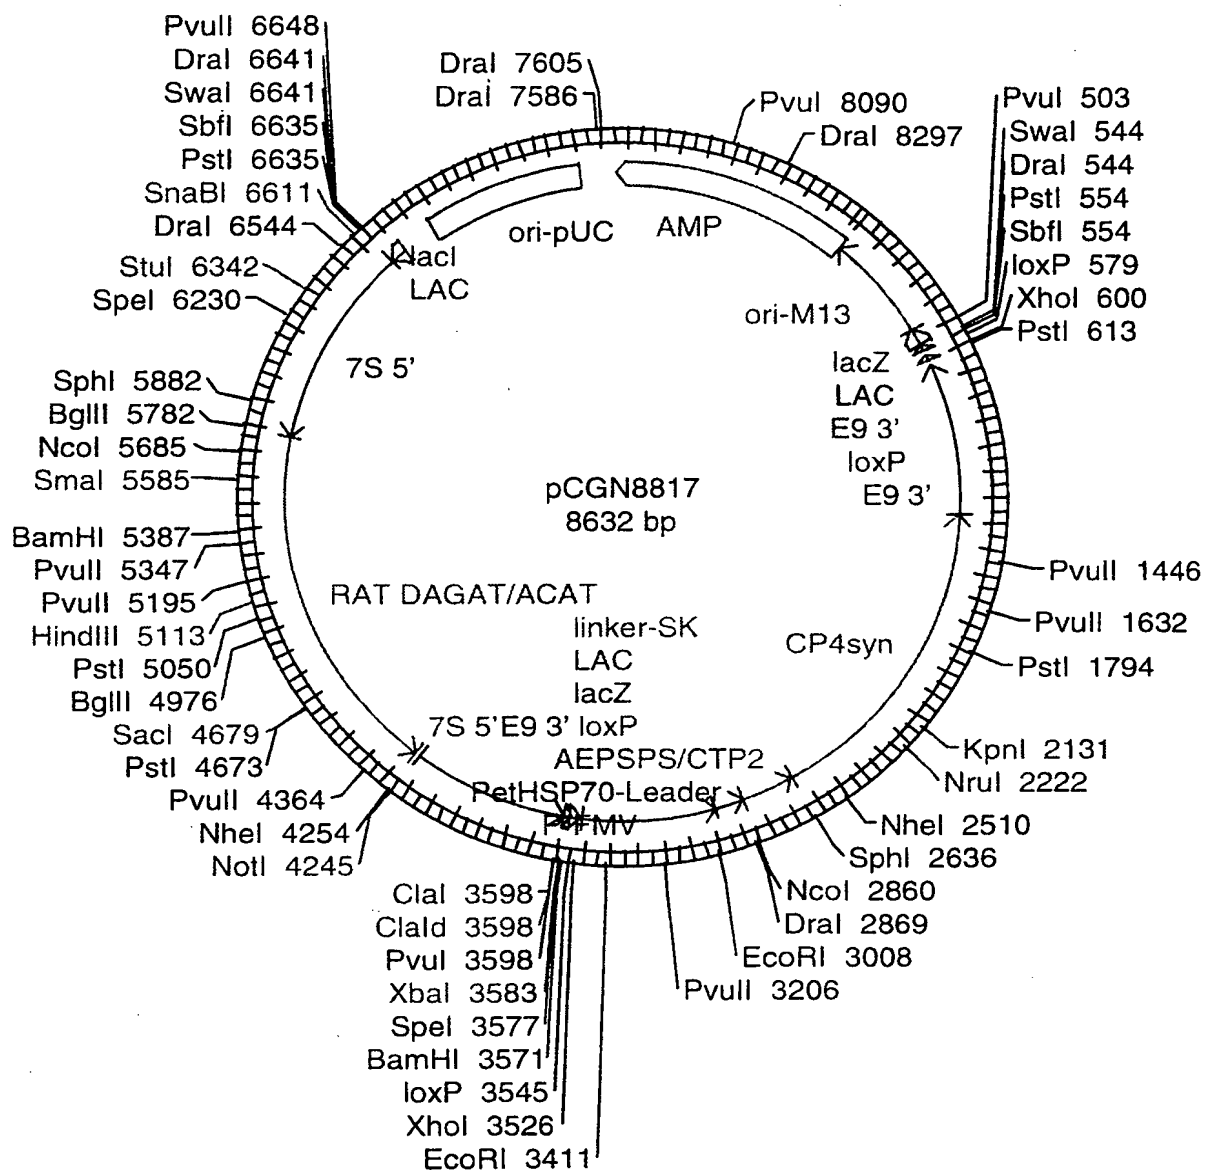 PvuII 6648
DraI 6641
SwaI 6641
SbfI 6635
PstI 6635
SnaBI 6611
DraI 6544
StuI 6342
SpeI 6230
SphI 5882
BglII 5782
NcoI 5685
SmaI 5585
BamHI 5387
PvuII 5347
PvuII 5195
HindIII 5113
PstI 5050
BglII 4976
SacI 4679
PstI 4673
PvuII 4364
NheI 4254
NotI 4245
ClaI 3598
ClaId 3598
PvuI 3598
XbaI 3583
SpeI 3577
BamHI 3571
loxP 3545
XhoI 3526
EcoRI 3411
DraI 7605
DraI 7586
PvuI 8090
DraI 8297
PvuI 503
SwaI 544
DraI 544
PstI 554
SbfI 554
loxP 579
XhoI 600
PstI 613
PvuII 1446
PvuII 1632
PstI 1794
KpnI 2131
NruI 2222
NheI 2510
SphI 2636
NcoI 2860
DraI 2869
EcoRI 3008
PvuII 3206
ori-pUC
AMP
lacI
LAC
ori-M13
7S 5'
lacZ
LAC
E9 3'
loxP
E9 3'
pCGN8817
8632 bp
RAT DAGAT/ACAT
linker-SK
LAC
lacZ
7S 5' E9 3' loxP
CP4syn
AEPSPS/CTP2
PetHSP70-Leader